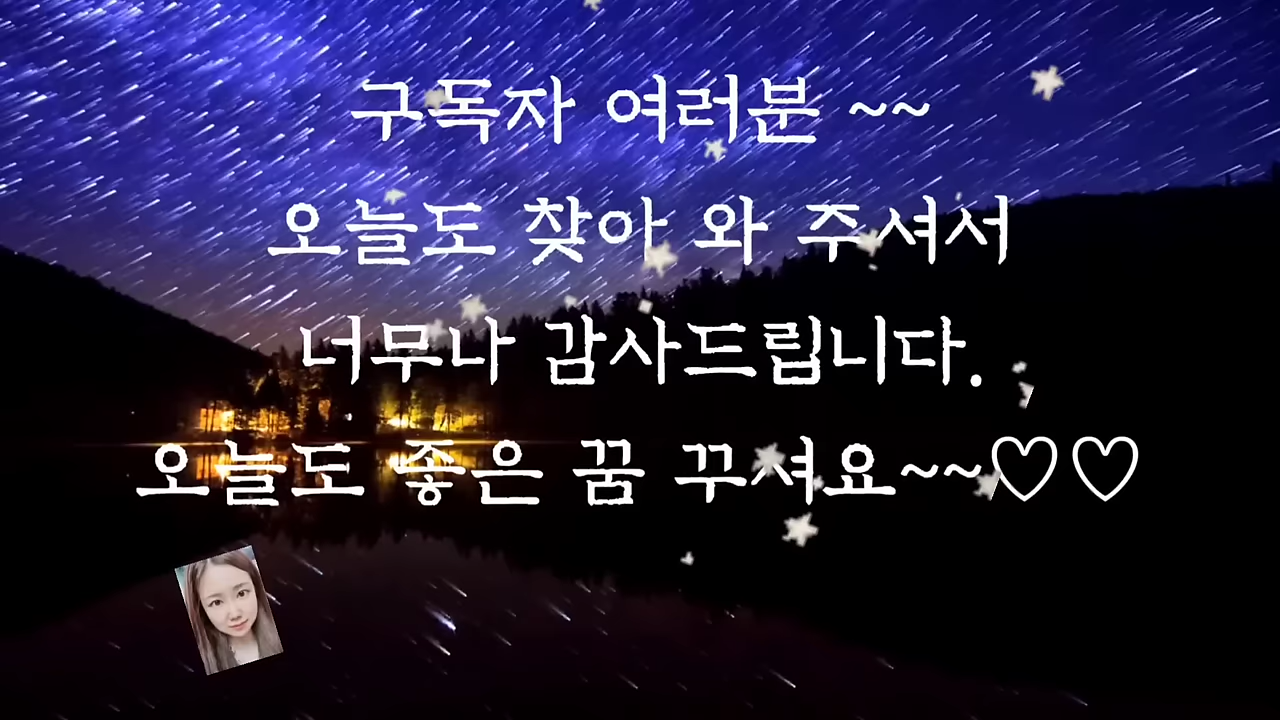 구독자 여러분 ~~
오늘도 찾아 와 주셔서
너무나 감사드립니다.
오늘도 좋은 꿈 꾸셔요~~♡♡